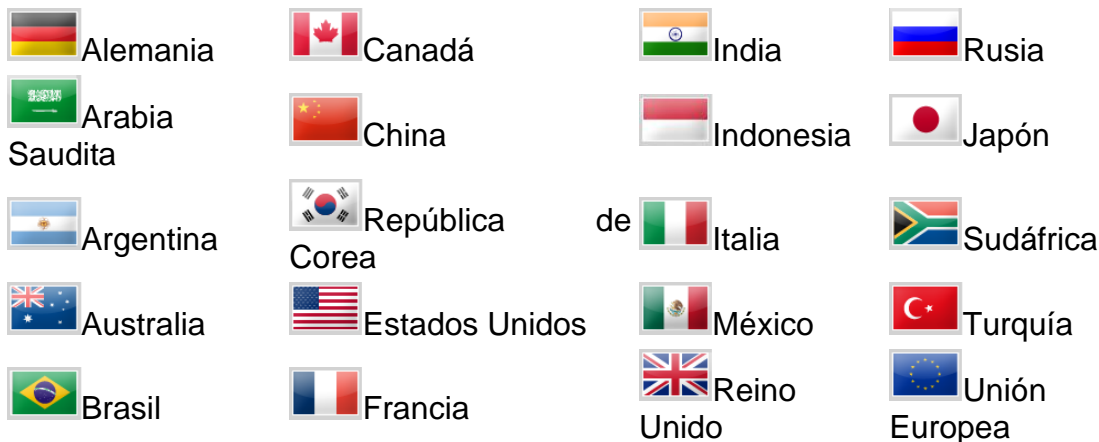 Alemania
Canadá
India
Rusia
Arabia
Saudita
China
Indonesia
Japón
Argentina
República de
Corea
Italia
Sudáfrica
Australia
Estados Unidos
México
Turquía
Brasil
Francia
Reino
Unido
Unión
Europea